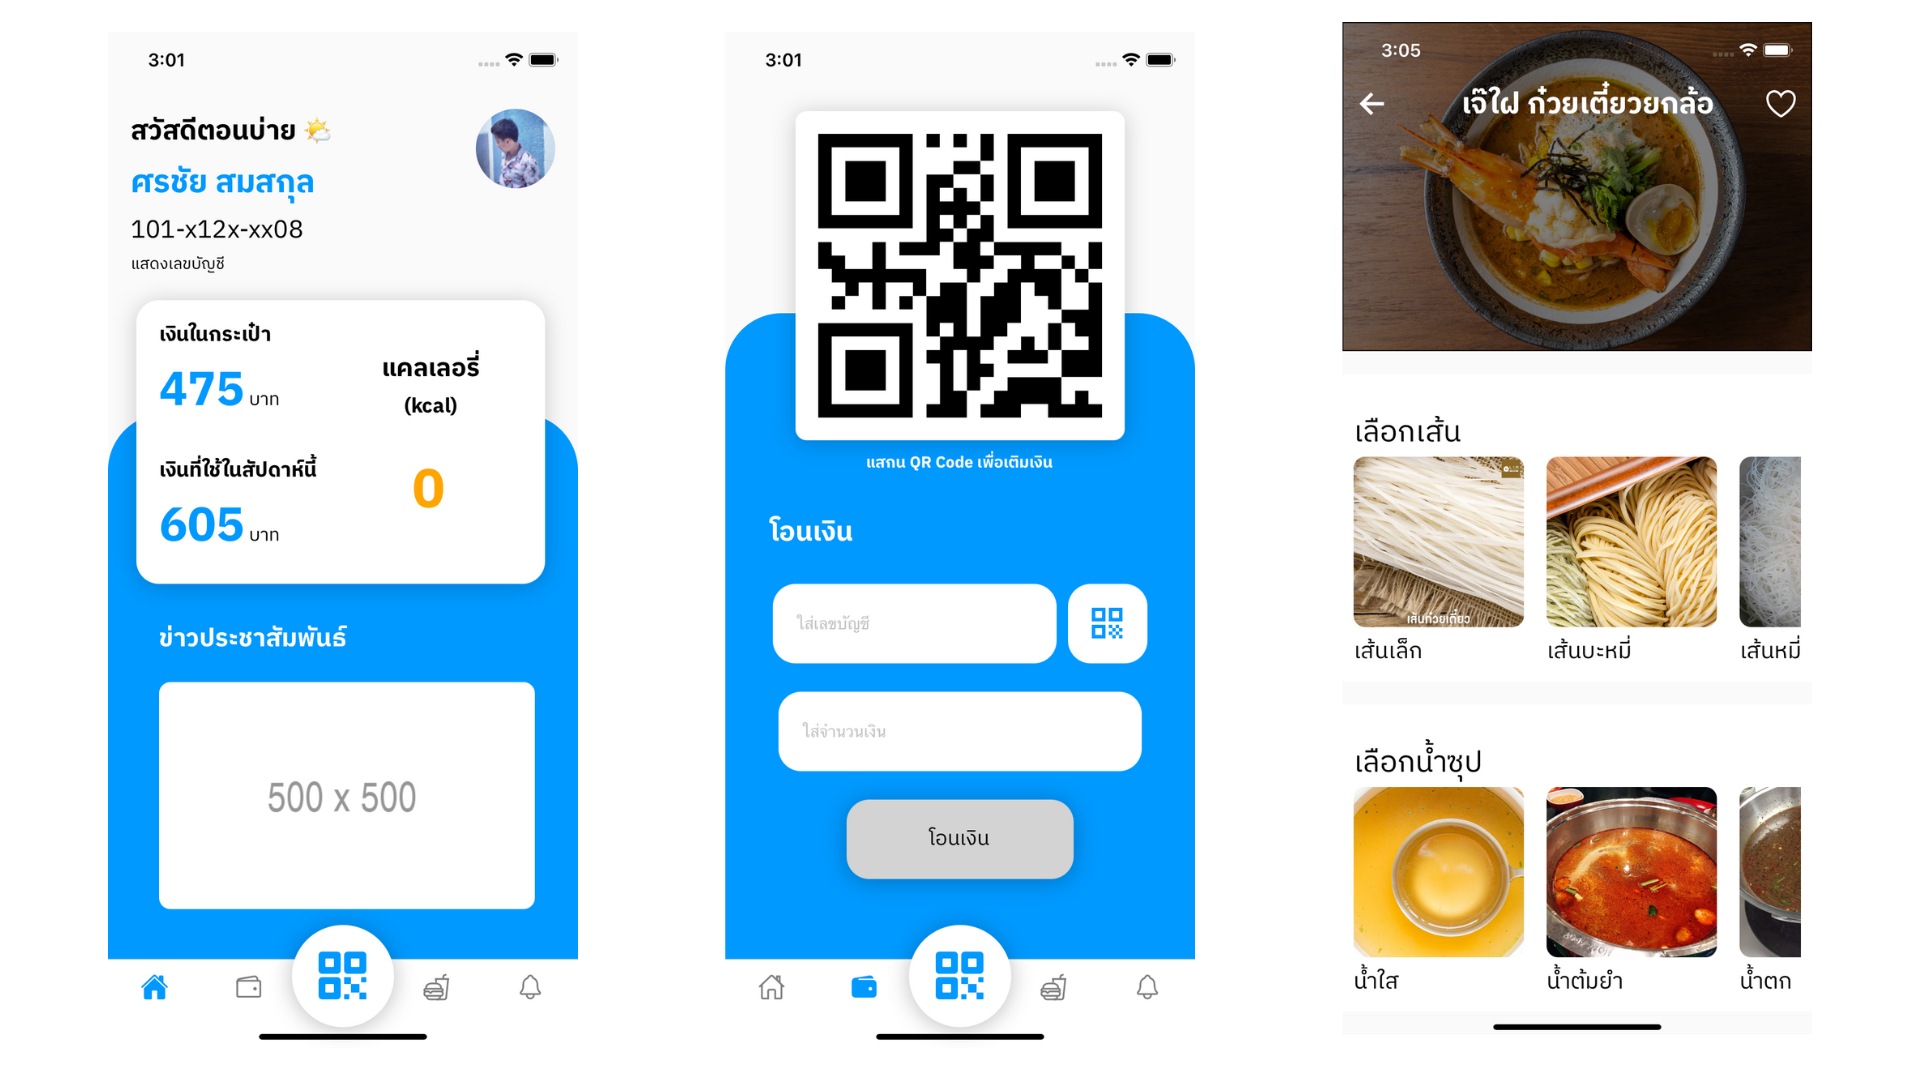 3:01
สวัสดีตอนบ่าย
ศรชัย สมสกุล
101-x12x-xx08
แสดงเลขบัญชี
เงินในกระเป๋า
475 บาท
แคลเลอรี่
(kcal)
เงินที่ใช้ในสัปดาห์นี้
605 บาท
0
ข่าวประชาสัมพันธ์
500 x 500
3:01
แสกน QR Code เพื่อเติมเงิน
โอนเงิน
ใส่เลขบัญชี
ใส่จำนวนเงิน
โอนเงิน
3:05
เจ๊ใฝ ก๋วยเตี๋ยวยกล้อ
เลือกเส้น
เส้นก๋วยเตี๋ยว
เส้นเล็ก
เส้นบะหมี่
เส้นหมี่
เลือกน้ำซุป
น้ำใส
น้ำต้มยำ
น้ำตก